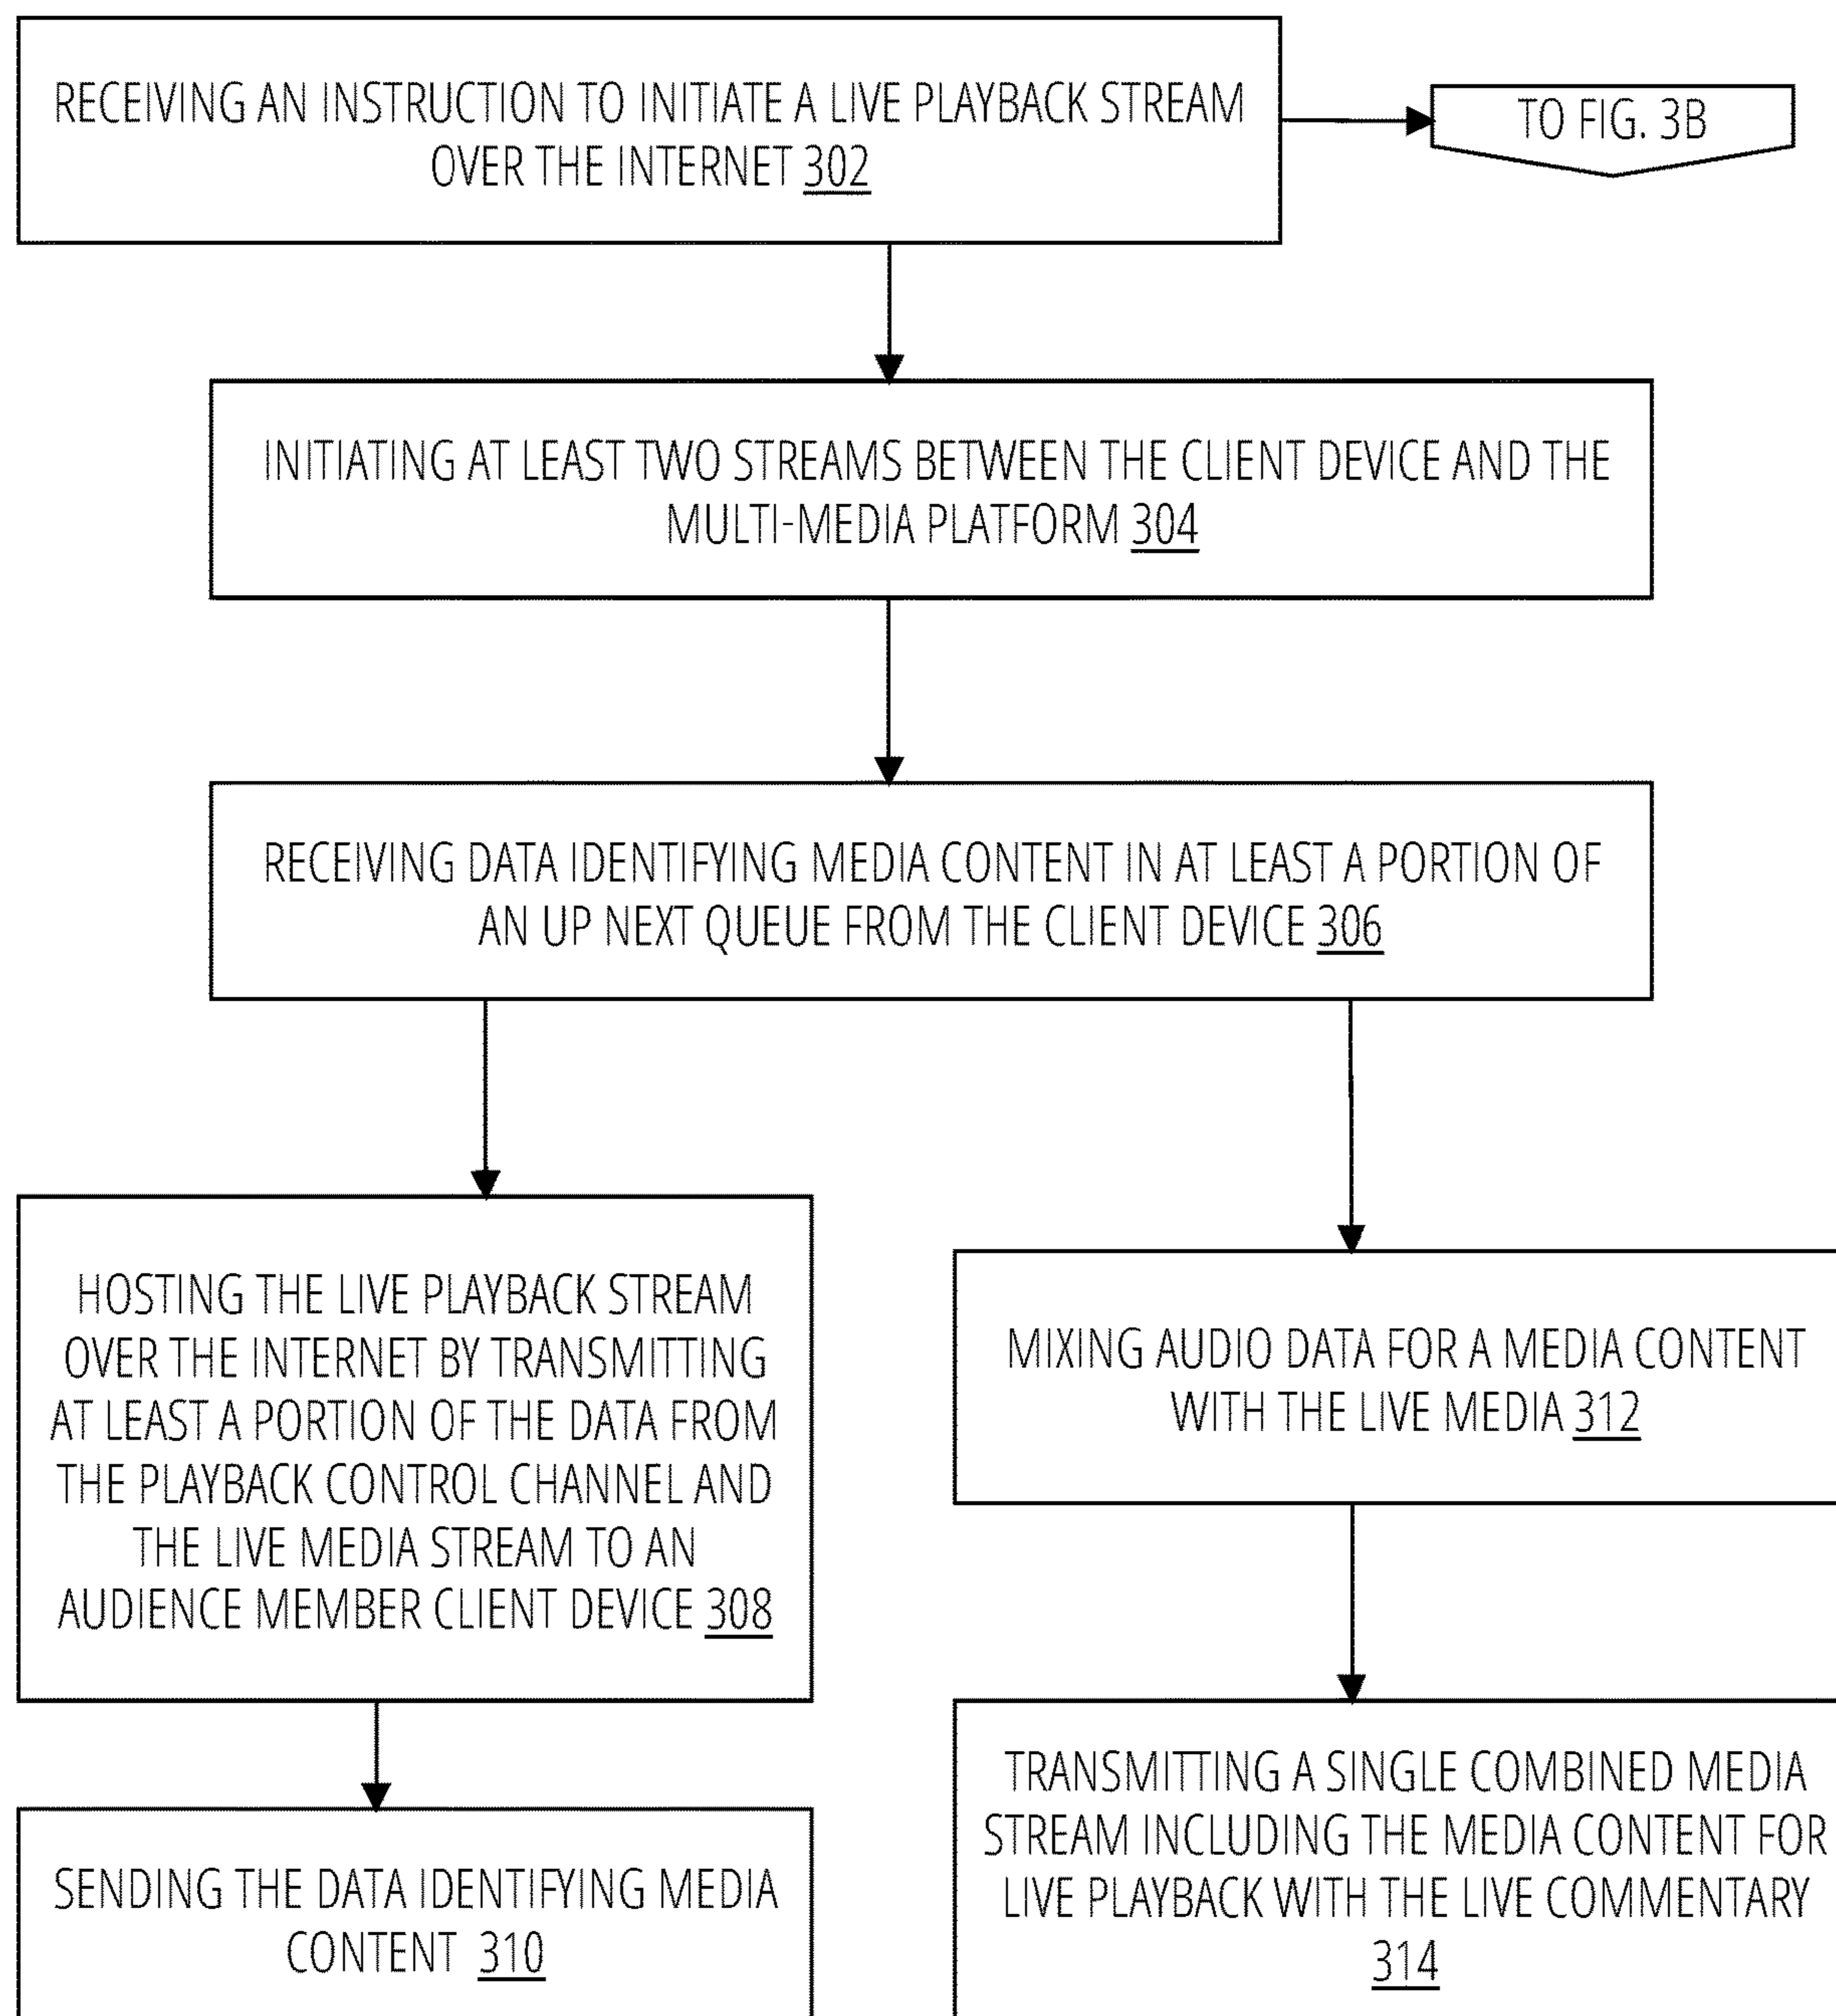 RECEIVING AN INSTRUCTION TO INITIATE A LIVE PLAYBACK STREAM
OVER THE INTERNET 302
TO FIG. 3B
INITIATING AT LEAST TWO STREAMS BETWEEN THE CLIENT DEVICE AND THE
MULTI-MEDIA PLATFORM 304
RECEIVING DATA IDENTIFYING MEDIA CONTENT IN AT LEAST A PORTION OF
AN UP NEXT QUEUE FROM THE CLIENT DEVICE 306
HOSTING THE LIVE PLAYBACK STREAM
OVER THE INTERNET BY TRANSMITTING
AT LEAST A PORTION OF THE DATA FROM
THE PLAYBACK CONTROL CHANNEL AND
THE LIVE MEDIA STREAM TO AN
AUDIENCE MEMBER CLIENT DEVICE 308
SENDING THE DATA IDENTIFYING MEDIA
CONTENT 310
MIXING AUDIO DATA FOR A MEDIA CONTENT
WITH THE LIVE MEDIA 312
TRANSMITTING A SINGLE COMBINED MEDIA
STREAM INCLUDING THE MEDIA CONTENT FOR
LIVE PLAYBACK WITH THE LIVE COMMENTARY
314